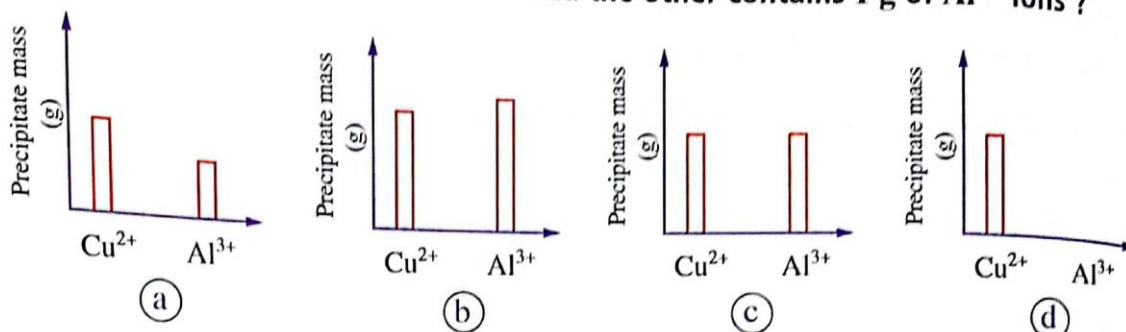 the other contains 1 g of Al³⁺ ions ?
Precipitate mass
(g)
Cu²⁺ Al³⁺
a
Precipitate mass
(g)
Cu²⁺ Al³⁺
b
Precipitate mass
(g)
Cu²⁺ Al³⁺
c
Precipitate mass
(g)
Cu²⁺ Al³⁺
d